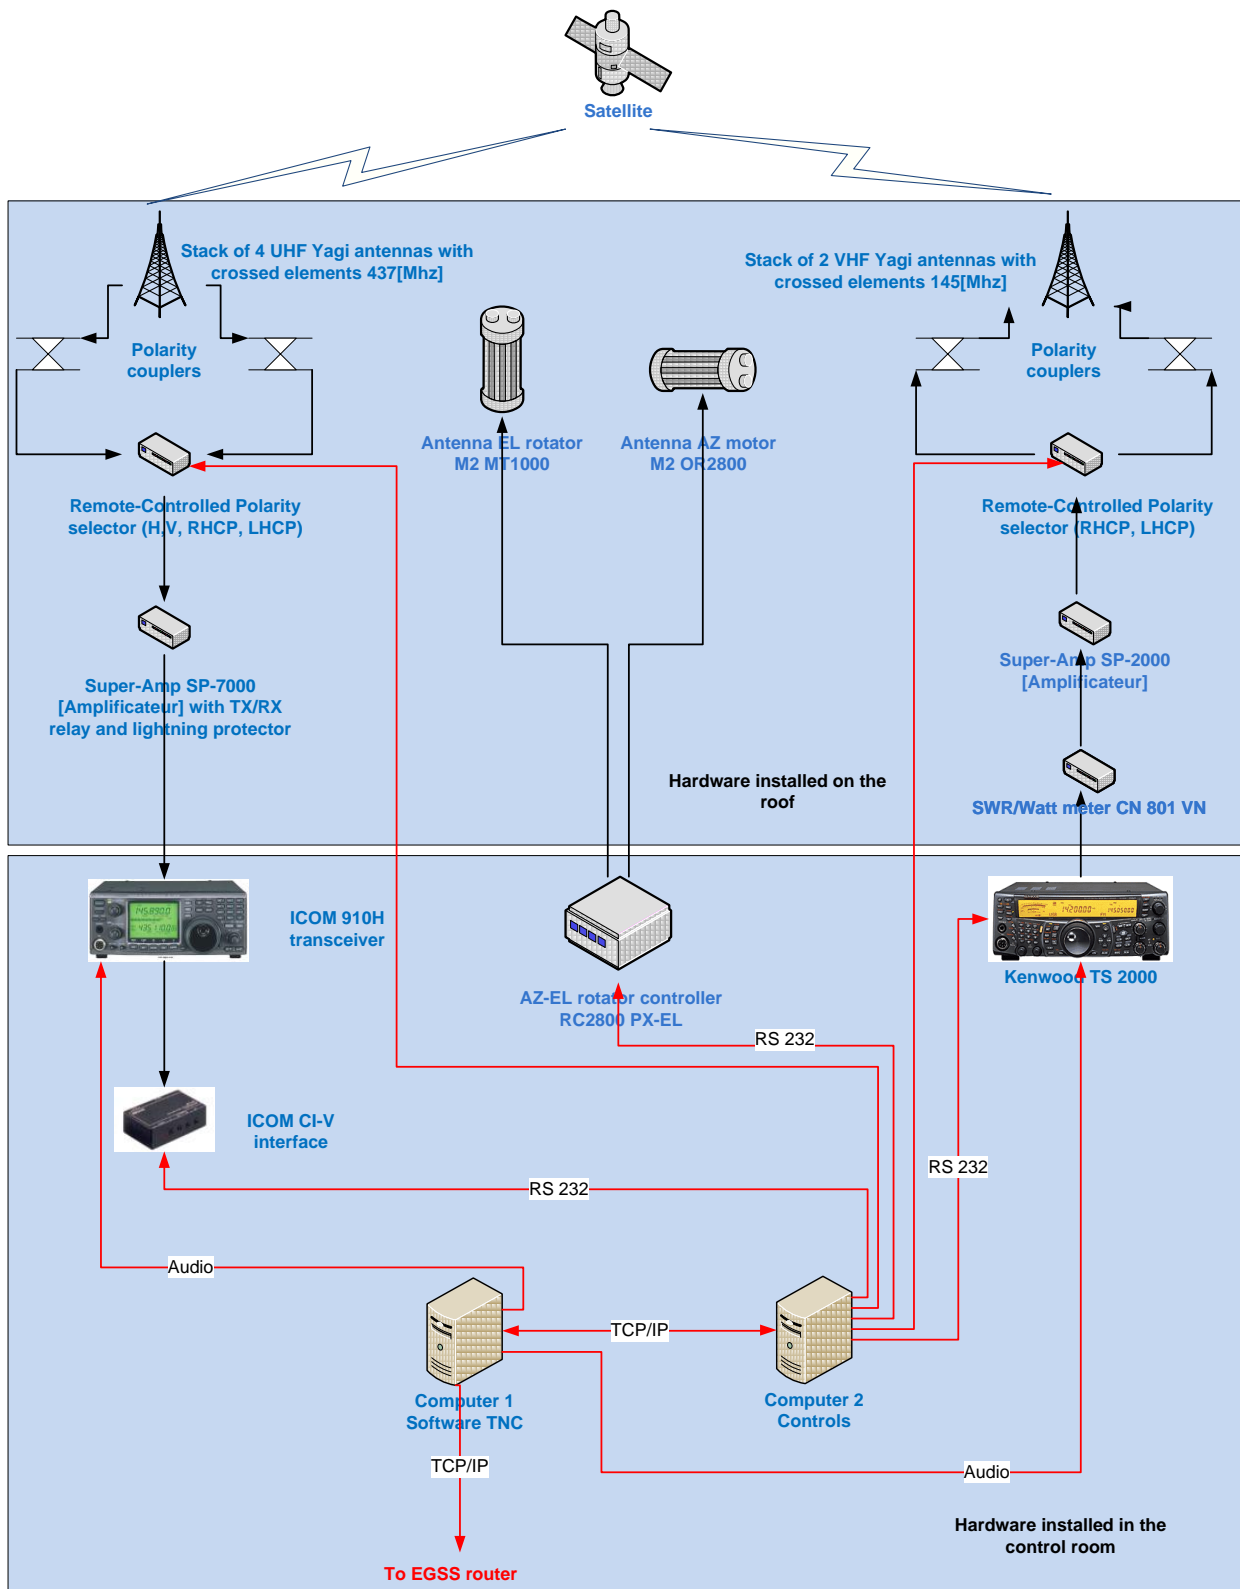 Satellite
Stack of 4 UHF Yagi antennas with
crossed elements 437[Mhz]
Stack of 2 VHF Yagi antennas with
crossed elements 145[Mhz]
Polarity
couplers
Polarity
couplers
Antenna EL rotator
M2 MT1000
Antenna AZ motor
M2 OR2800
Remote-Controlled Polarity
selector (H,V, RHCP, LHCP)
Remote-Controlled Polarity
selector (RHCP, LHCP)
Super-Amp SP-7000
[Amplificateur] with TX/RX
relay and lightning protector
Super-Amp SP-2000
[Amplificateur]
Hardware installed on the
roof
SWR/Watt meter CN 801 VN
ICOM 910H
transceiver
Kenwood TS 2000
AZ-EL rotator controller
RC2800 PX-EL
RS 232
ICOM CI-V
interface
RS 232
RS 232
Audio
TCP/IP
Computer 1
Software TNC
Computer 2
Controls
TCP/IP
Audio
Hardware installed in the
control room
To EGSS router